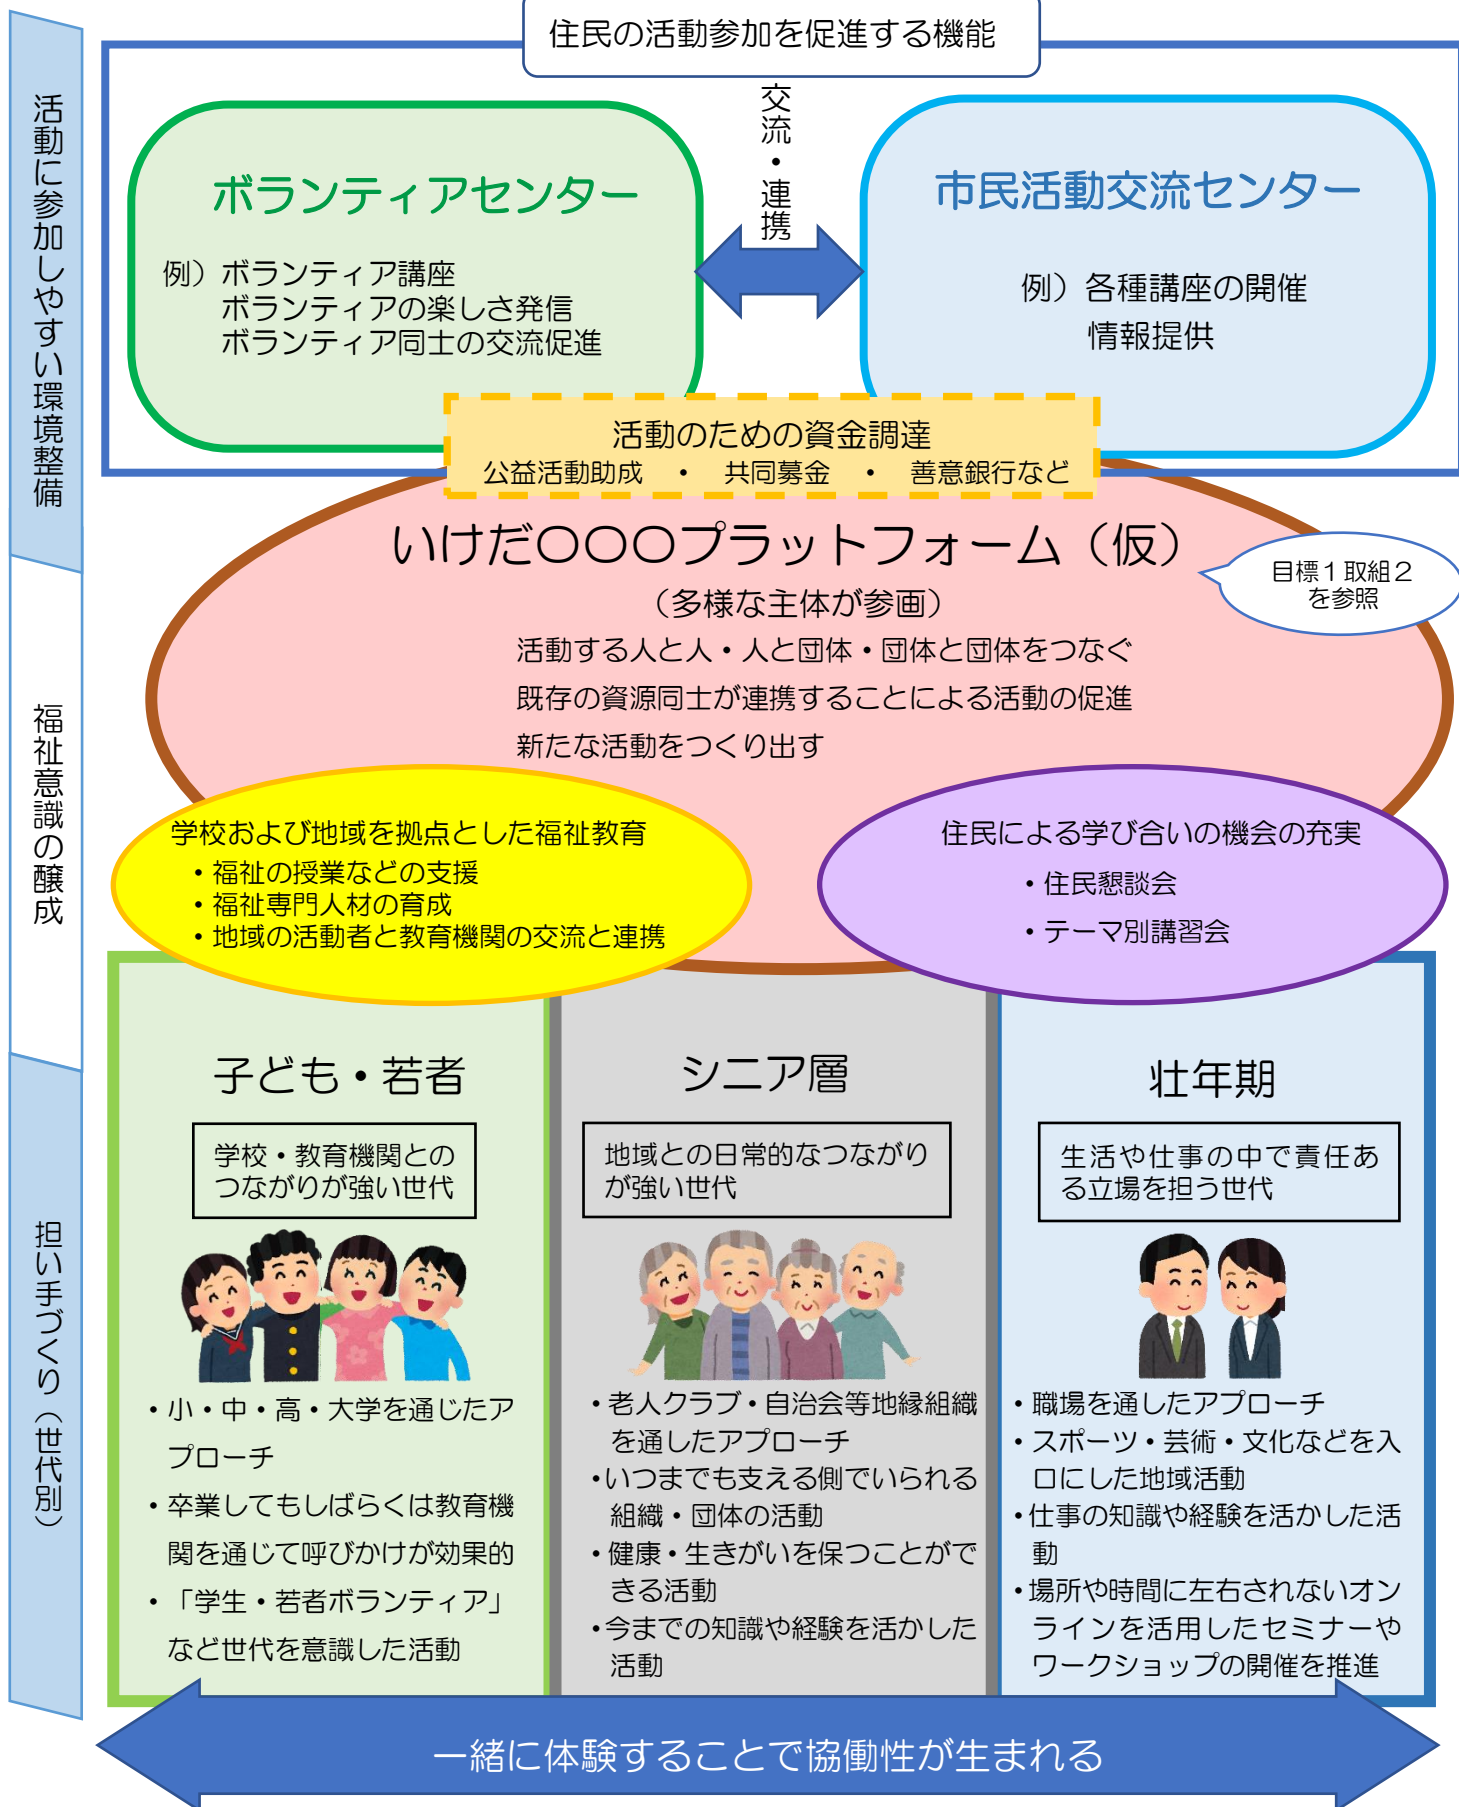 住民の活動参加を促進する機能
活動に参加しやすい環境整備
交流・連携
ボランティアセンター
例）ボランティア講座
ボランティアの楽しさ発信
ボランティア同士の交流促進
市民活動交流センター
例）各種講座の開催
情報提供
活動のための資金調達
公益活動助成　・　共同募金　・　善意銀行など
いけだ〇〇〇プラットフォーム（仮）
（多様な主体が参画）
目標１取組２
を参照
活動する人と人・人と団体・団体と団体をつなぐ
既存の資源同士が連携することによる活動の促進
新たな活動をつくり出す
福祉意識の醸成
学校および地域を拠点とした福祉教育
・福祉の授業などの支援
・福祉専門人材の育成
・地域の活動者と教育機関の交流と連携
住民による学び合いの機会の充実
・住民懇談会
・テーマ別講習会
担い手づくり（世代別）
子ども・若者
学校・教育機関との
つながりが強い世代
・小・中・高・大学を通じたア
プローチ
・卒業してもしばらくは教育機
関を通じて呼びかけが効果的
・「学生・若者ボランティア」
など世代を意識した活動
シニア層
地域との日常的なつながり
が強い世代
・老人クラブ・自治会等地縁組織
を通したアプローチ
・いつまでも支える側でいられる
組織・団体の活動
・健康・生きがいを保つことがで
きる活動
・今までの知識や経験を活かした
活動
壮年期
生活や仕事の中で責任あ
る立場を担う世代
・職場を通したアプローチ
・スポーツ・芸術・文化などを入
口にした地域活動
・仕事の知識や経験を活かした活
動
・場所や時間に左右されないオン
ラインを活用したセミナーや
ワークショップの開催を推進
一緒に体験することで協働性が生まれる